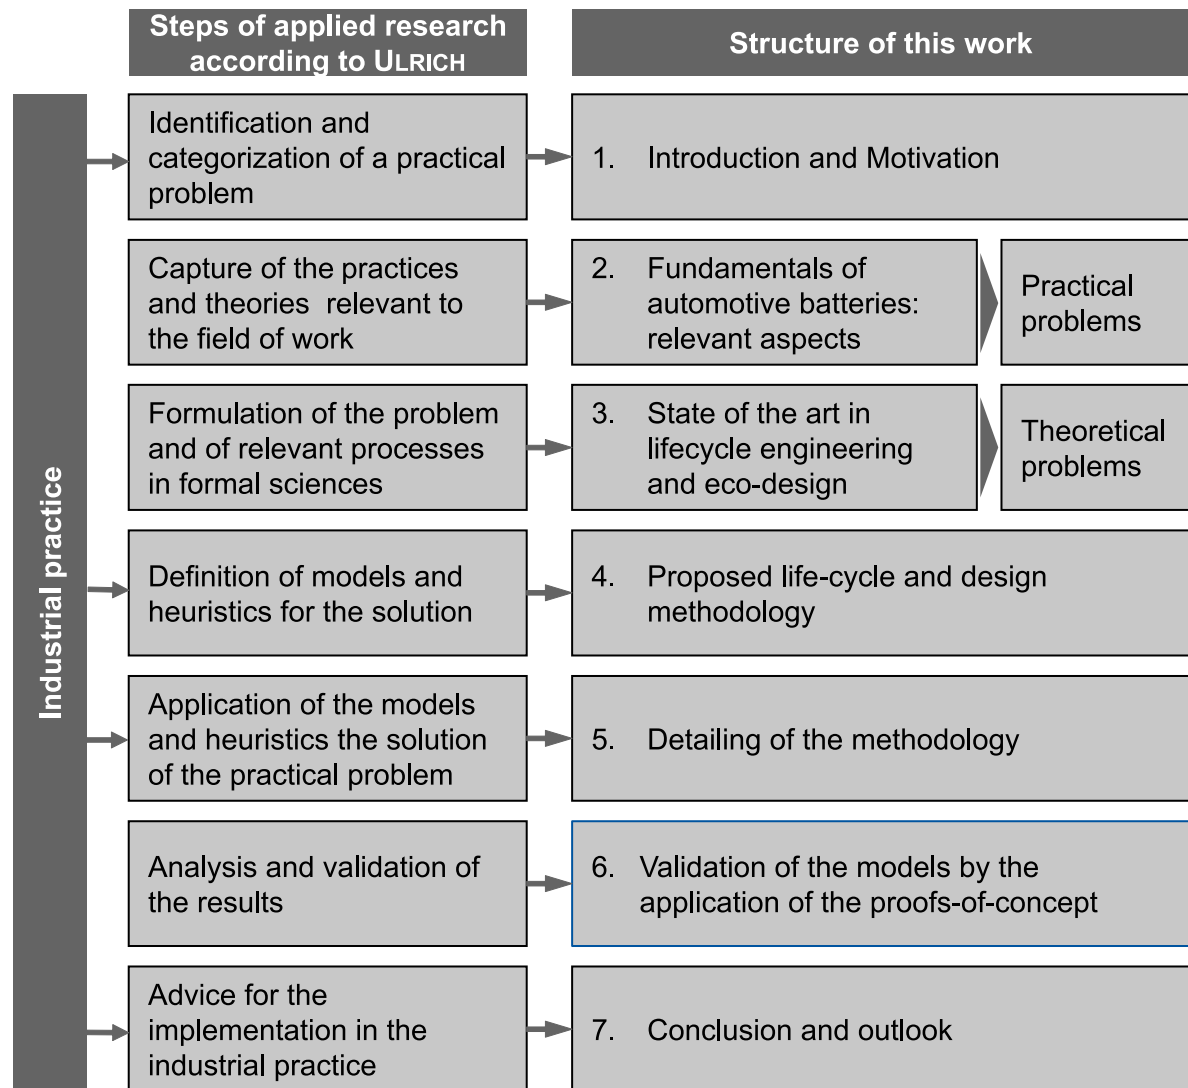 Steps of applied research
according to ULRICH
Structure of this work
Industrial practice
Identification and
categorization of a practical
problem
1. Introduction and Motivation
Capture of the practices
and theories relevant to
the field of work
2. Fundamentals of
automotive batteries:
relevant aspects
Practical
problems
Formulation of the problem
and of relevant processes
in formal sciences
3. State of the art in
lifecycle engineering
and eco-design
Theoretical
problems
Definition of models and
heuristics for the solution
4. Proposed life-cycle and design
methodology
Application of the models
and heuristics the solution
of the practical problem
5. Detailing of the methodology
Analysis and validation of
the results
6. Validation of the models by the
application of the proofs-of-concept
Advice for the
implementation in the
industrial practice
7. Conclusion and outlook